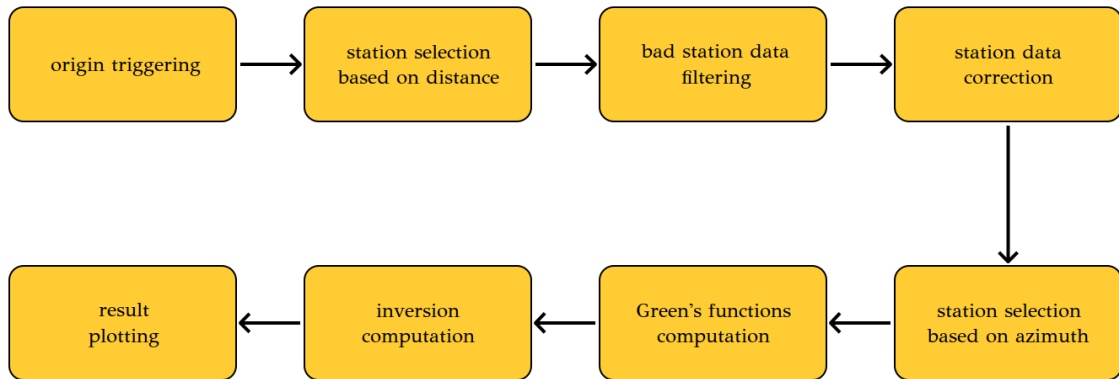 origin triggering
station selection
based on distance
bad station data
filtering
station data
correction
station selection
based on azimuth
Green's functions
computation
inversion
computation
result
plotting